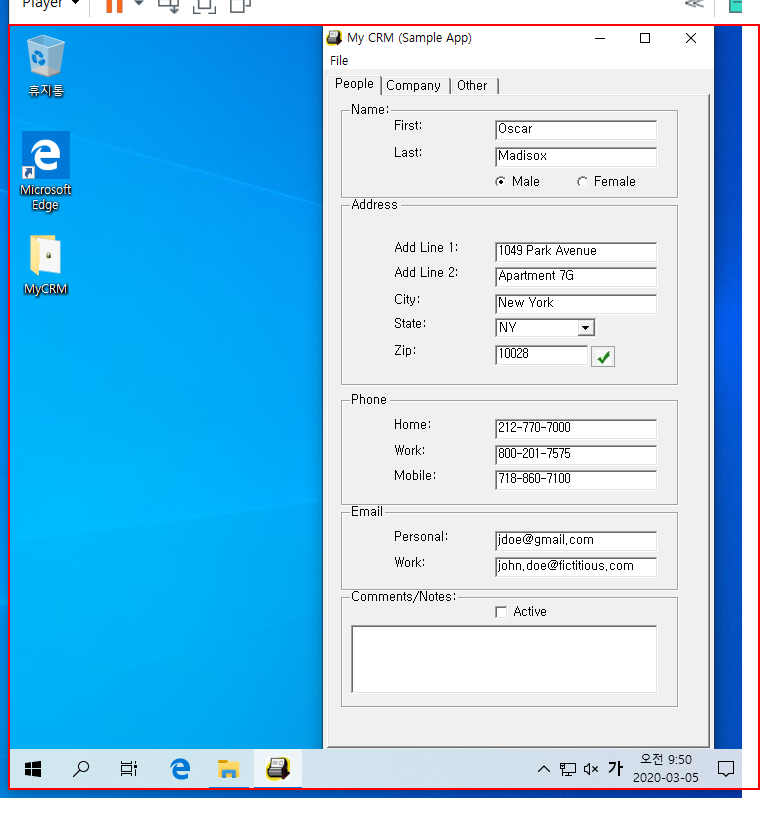 Player
휴지통
Microsoft
Edge
MyCRM
My CRM (Sample App)
File
People Company Other
Name:
First: Oscar
Last: Madisox
Male Female
Address
Add Line 1: 1049 Park Avenue
Add Line 2: Apartment 7G
City: New York
State: NY
Zip: 10028
Phone
Home: 212-770-7000
Work: 800-201-7575
Mobile: 718-860-7100
Email
Personal: jdoe@gmail.com
Work: john.doe@fictitious.com
Comments/Notes:
Active
가
오전 9:50
2020-03-05